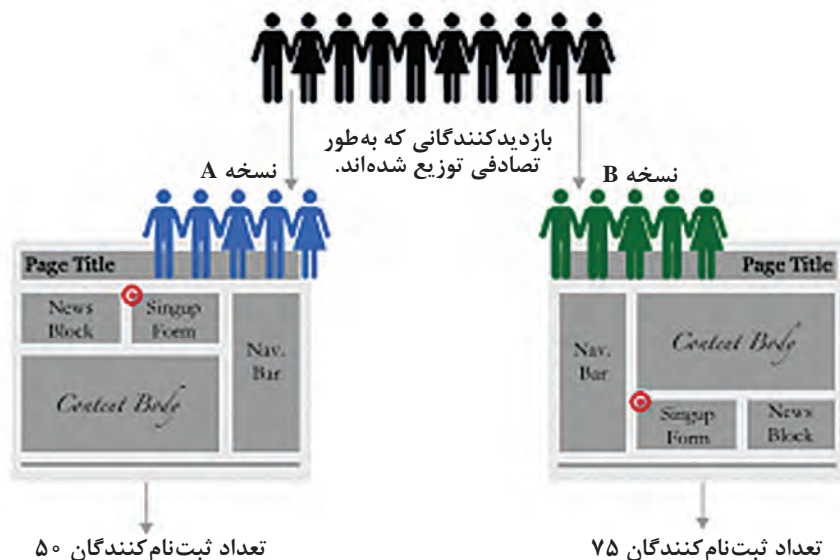 بازدیدکنندگانی که به‌طور
تصادفی توزیع شده‌اند.
نسخه A
نسخه B
Page Title
News
Block
Singup
Form
Nav.
Bar
Content Body
Page Title
Nav.
Bar
Content Body
Singup
Form
News
Block
تعداد ثبت‌نام‌کنندگان ۵۰
تعداد ثبت‌نام‌کنندگان ۷۵